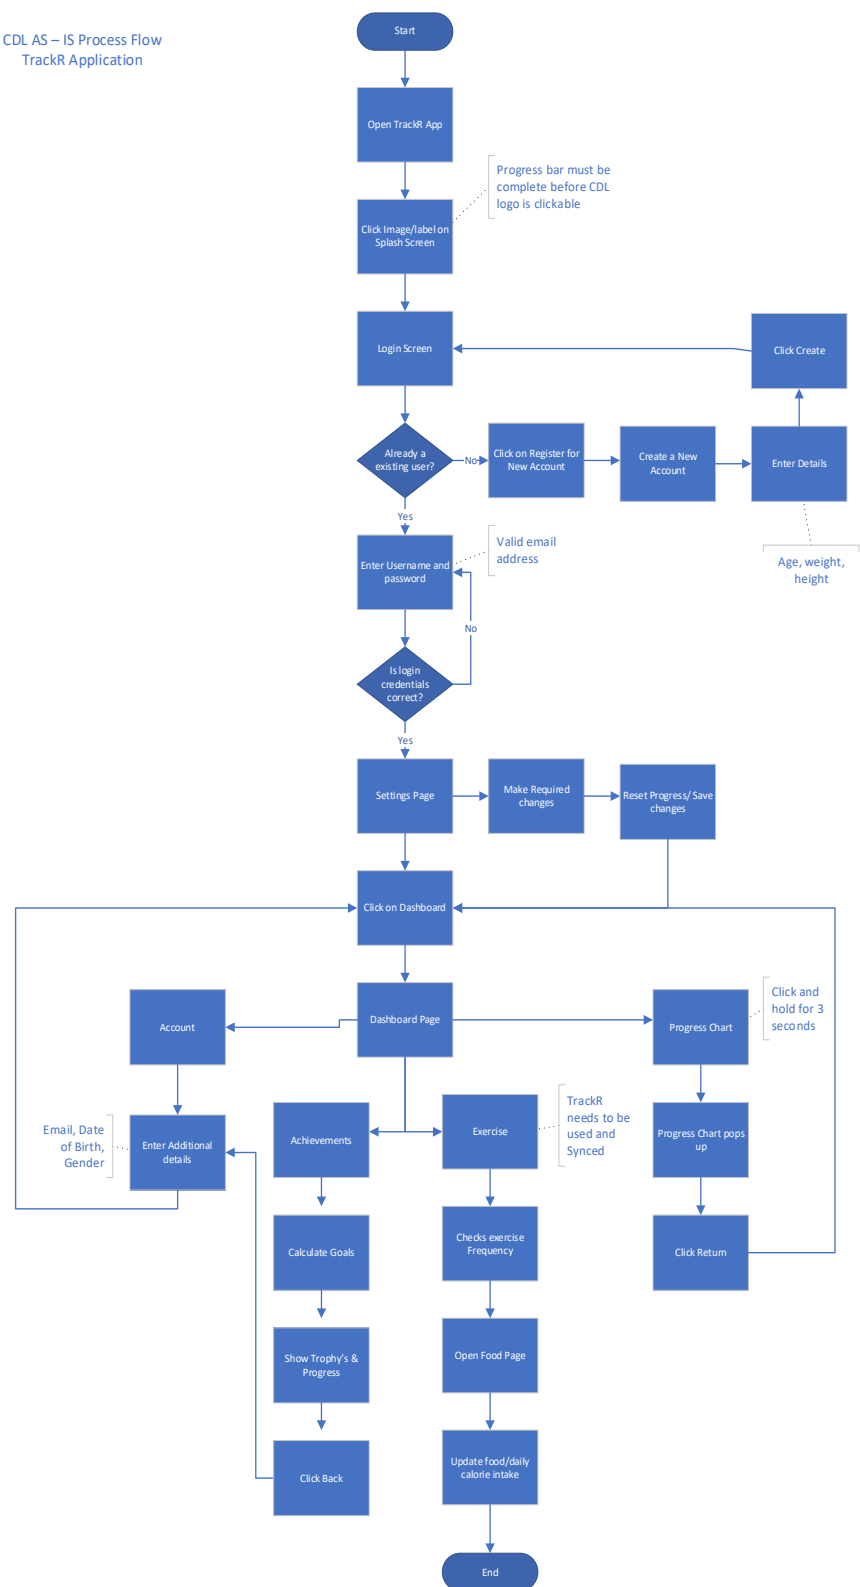 CDL AS – IS Process Flow
TrackR Application
Start
Open TrackR App
Progress bar must be
complete before CDL
logo is clickable
Click Image/label on
Splash Screen
Login Screen
Click Create
Already a
existing user?
No
Click on Register for
New Account
Create a New
Account
Enter Details
Yes
Age, weight,
height
Enter Username and
password
Valid email
address
No
Is login
credentials
correct?
Yes
Settings Page
Make Required
changes
Reset Progress/ Save
changes
Click on Dashboard
Dashboard Page
Account
Progress Chart
Click and
hold for 3
seconds
Email, Date
of Birth,
Gender
Enter Additional
details
Achievements
Exercise
TrackR
needs to be
used and
Synced
Progress Chart pops
up
Calculate Goals
Checks exercise
Frequency
Click Return
Show Trophy's &
Progress
Open Food Page
Click Back
Update food/daily
calorie intake
End